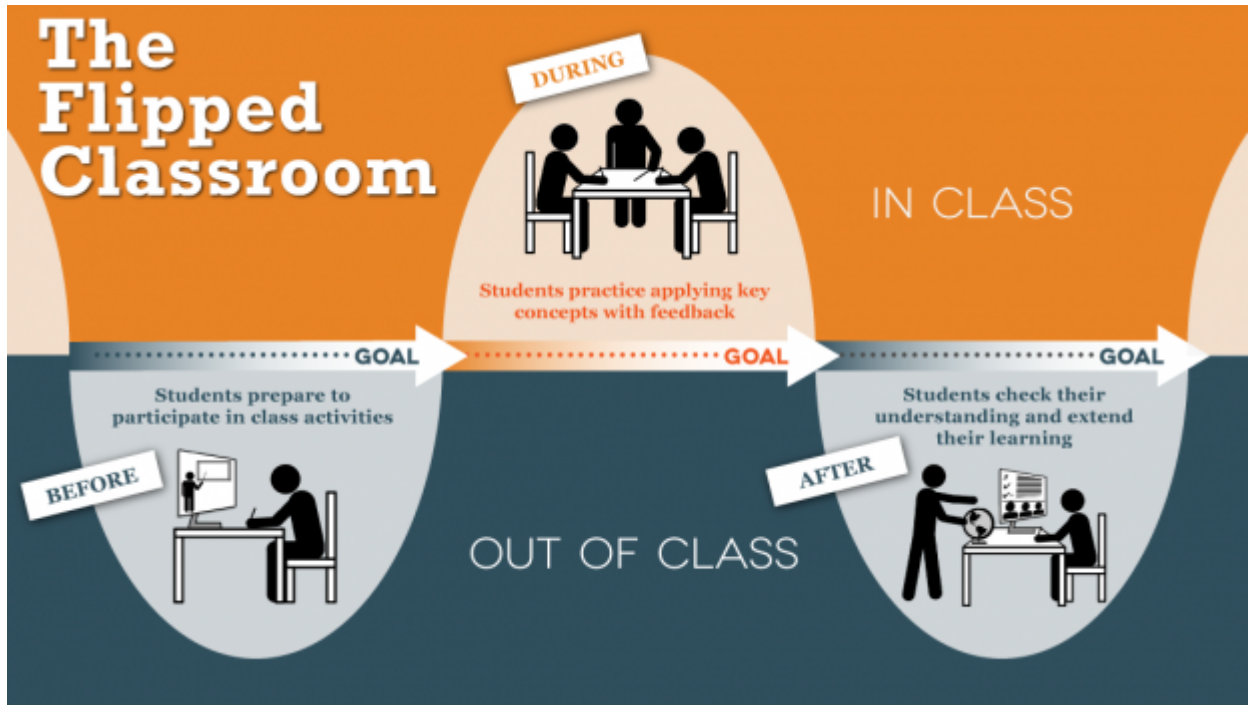 The
Flipped
Classroom
DURING
IN CLASS
Students practice applying key
concepts with feedback
GOAL
GOAL
GOAL
Students prepare to
participate in class activities
BEFORE
OUT OF CLASS
Students check their
understanding and extend
their learning
AFTER